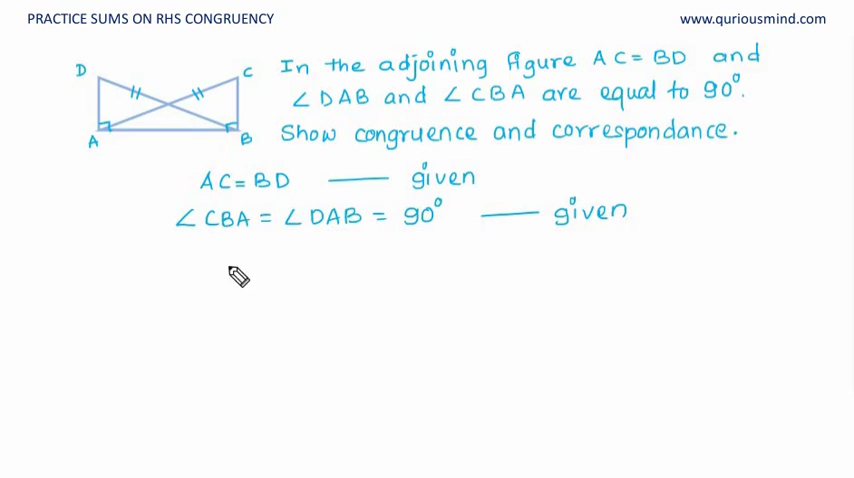 PRACTICE SUMS ON RHS CONGRUENCY
www.quriousmind.com
D
C
A
B
In the adjoining figure AC = BD and
∠DAB and ∠CBA are equal to 90°.
Show congruence and correspondance.
AC = BD —— given
∠CBA = ∠DAB = 90° —— given